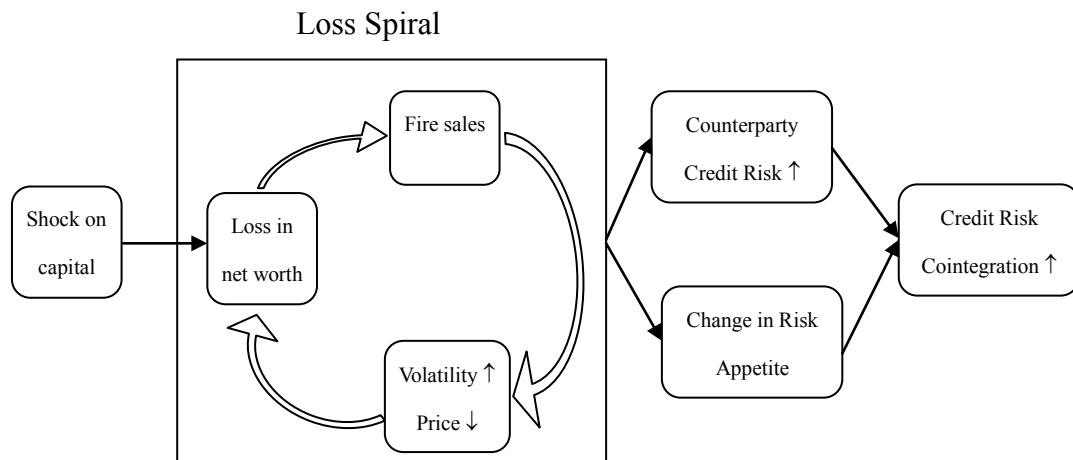 Loss Spiral
Shock on
capital
Loss in
net worth
Fire sales
Volatility ↑
Price ↓
Counterparty
Credit Risk ↑
Change in Risk
Appetite
Credit Risk
Cointegration ↑